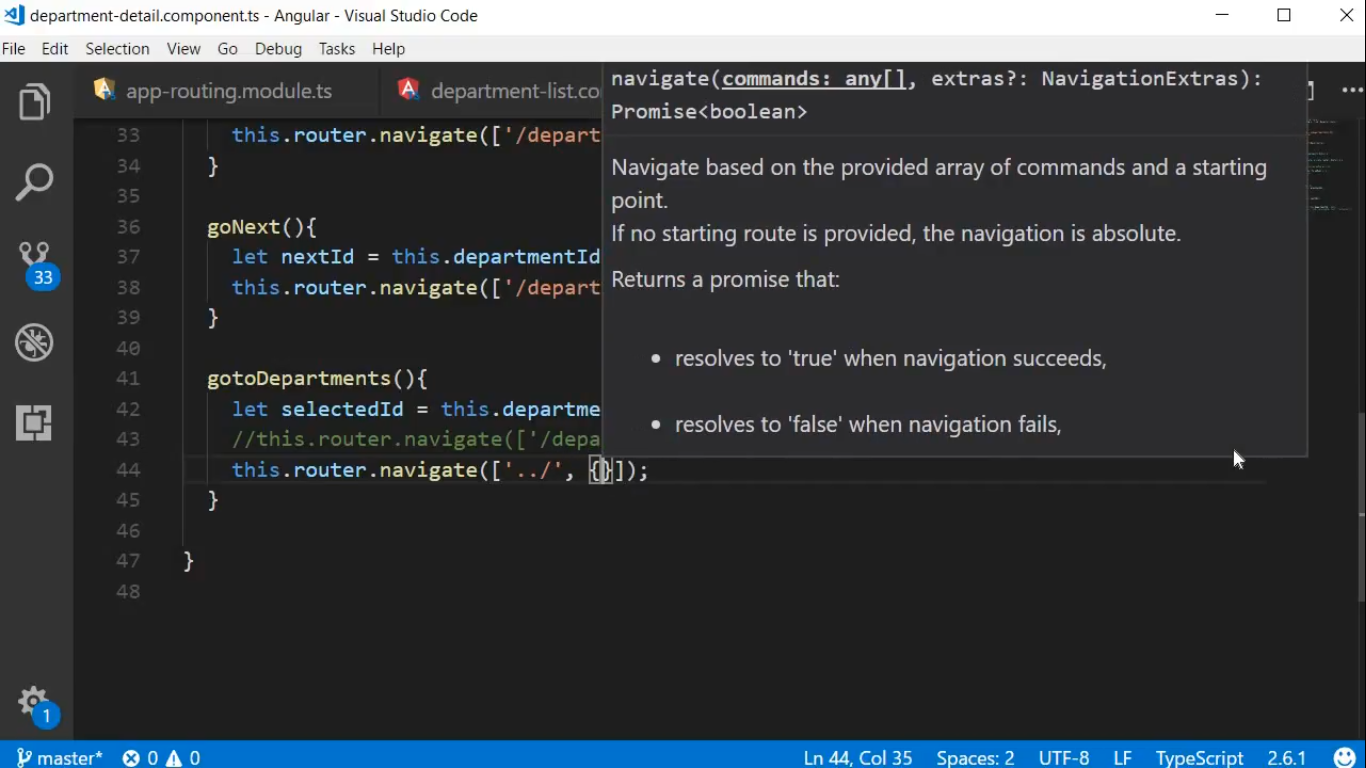 department-detail.component.ts - Angular - Visual Studio Code
File Edit Selection View Go Debug Tasks Help
app-routing.module.ts
department-list.co
navigate(commands: any[], extras?: NavigationExtras):
Promise<boolean>
Navigate based on the provided array of commands and a starting
point.
If no starting route is provided, the navigation is absolute.
Returns a promise that:
• resolves to 'true' when navigation succeeds,
• resolves to 'false' when navigation fails,
33 this.router.navigate(['/depart
34 }
35
36 goNext(){
37 let nextId = this.departmentId
38 this.router.navigate(['/depart
39 }
40
41 gotoDepartments(){
42 let selectedId = this.departme
43 //this.router.navigate(['/depa
44 this.router.navigate(['../', {}]);
45 }
46
47 }
48
33
1
master* 0 0 Ln 44, Col 35 Spaces: 2 UTF-8 LF TypeScript 2.6.1